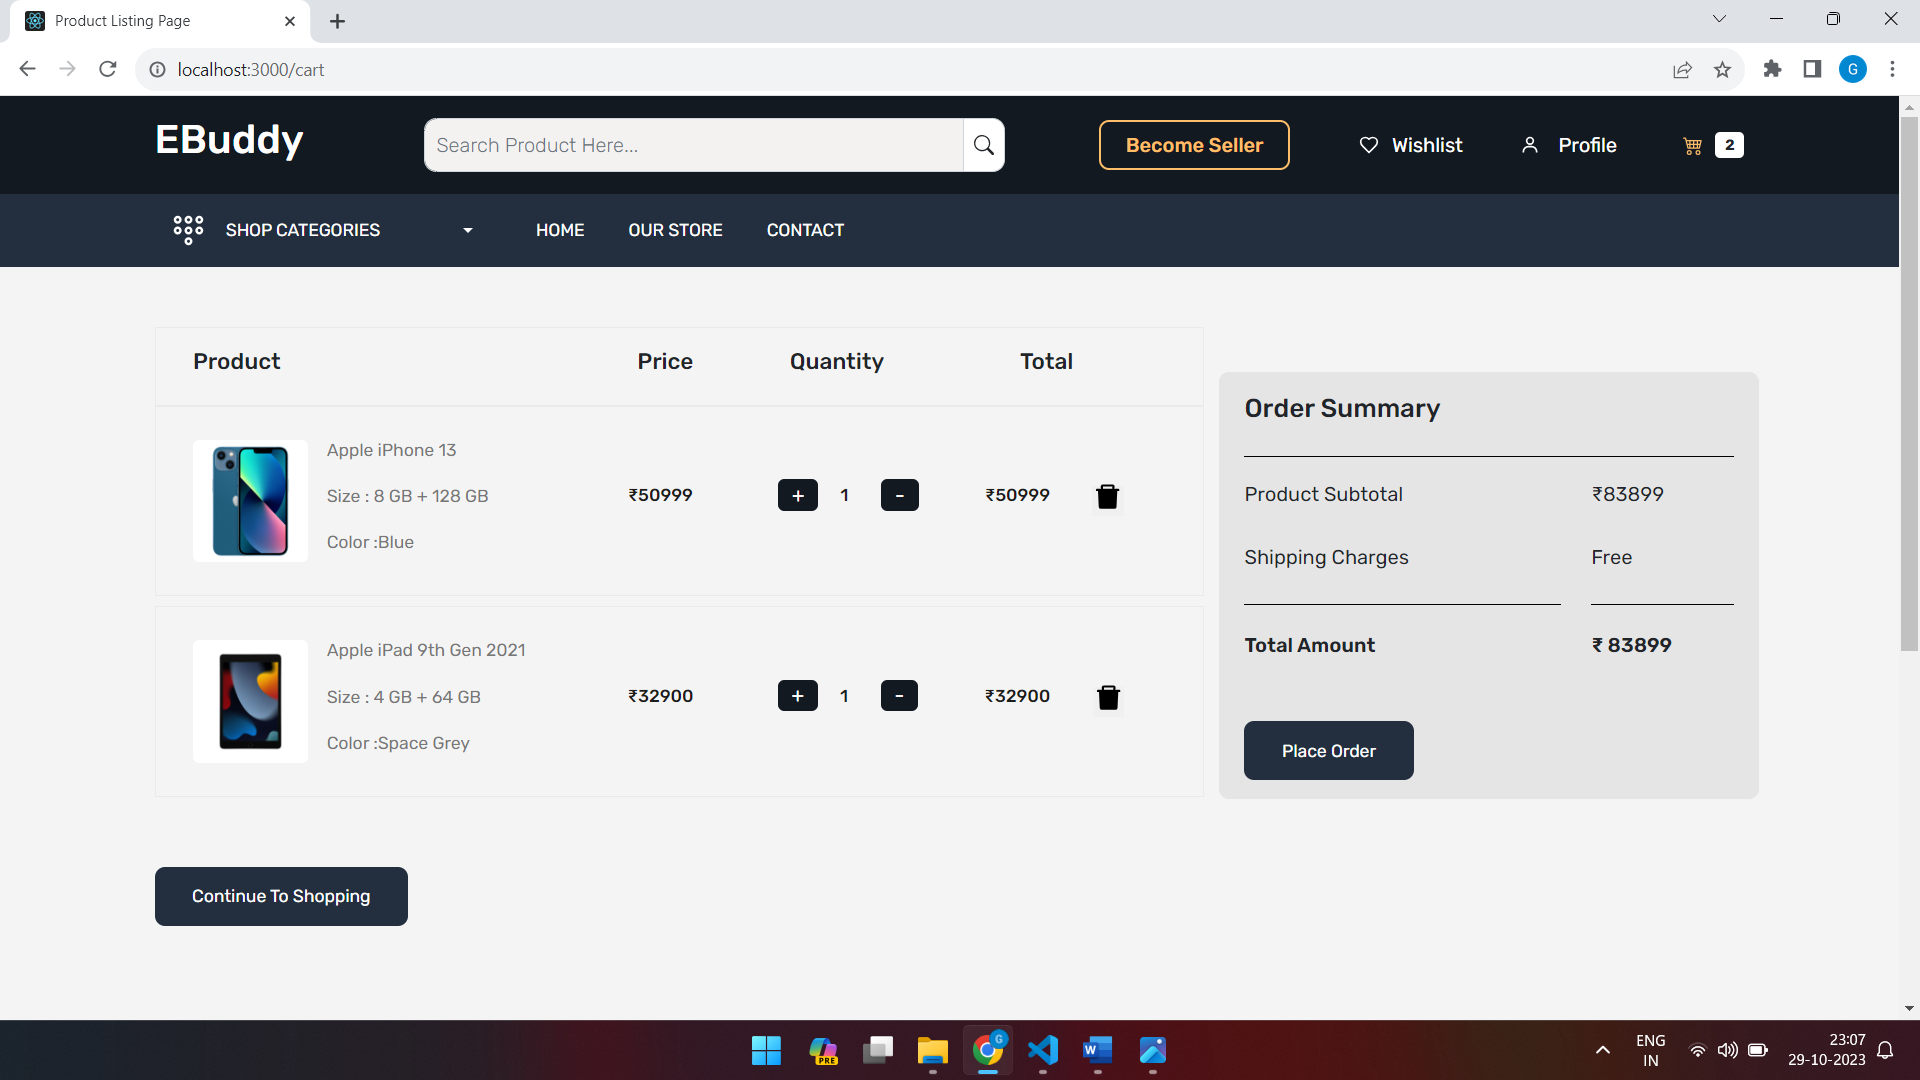 Product Listing Page
localhost:3000/cart
G
EBuddy
Search Product Here...
Become Seller
Wishlist
Profile
2
SHOP CATEGORIES
HOME
OUR STORE
CONTACT
Product Price Quantity Total
Apple iPhone 13
Size : 8 GB + 128 GB
Color :Blue
₹50999
+ 1 -
₹50999
Apple iPad 9th Gen 2021
Size : 4 GB + 64 GB
Color :Space Grey
₹32900
+ 1 -
₹32900
Order Summary
Product Subtotal ₹83899
Shipping Charges Free
Total Amount ₹ 83899
Place Order
Continue To Shopping
PRE
G
W
ENG
IN
23:07
29-10-2023